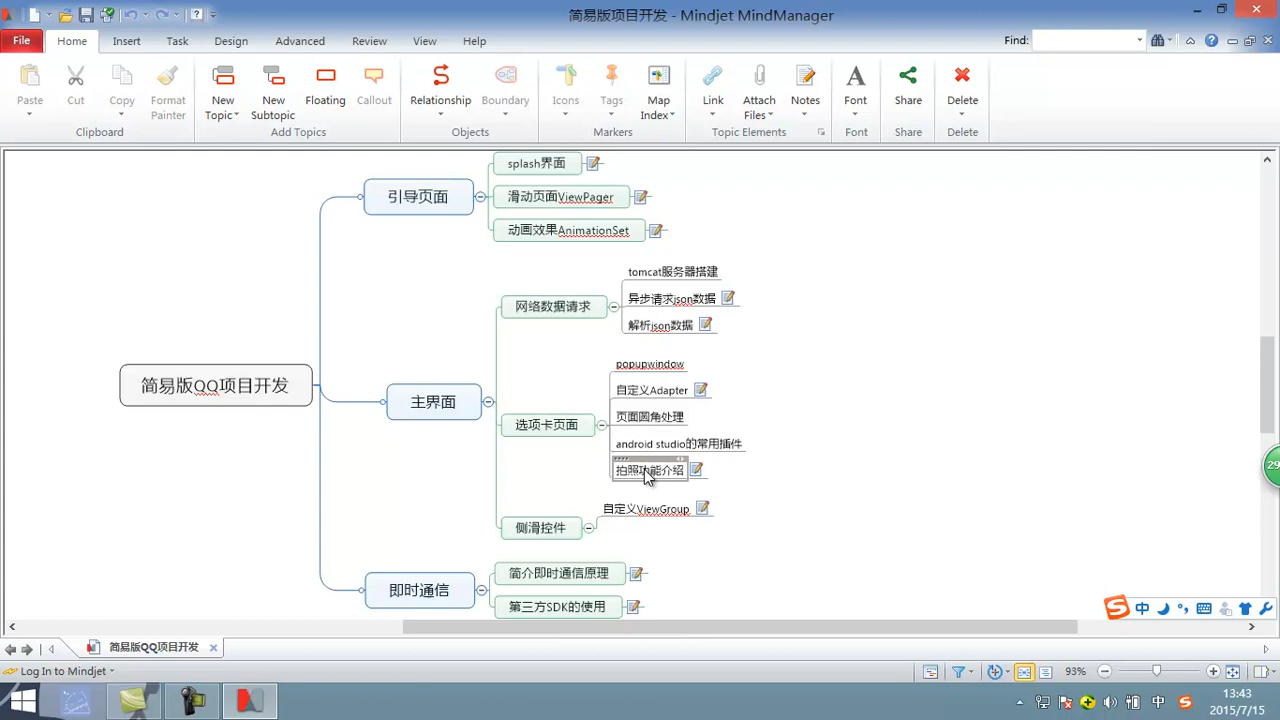 简易版项目开发 - Mindjet MindManager
File
Home
Insert
Task
Design
Advanced
Review
View
Help
Find:
Paste
Cut
Copy
Format Painter
New Topic
New Subtopic
Floating
Callout
Relationship
Boundary
Icons
Tags
Map Index
Link
Attach Files
Notes
Font
Share
Delete
Clipboard
Add Topics
Objects
Markers
Topic Elements
Font
Share
Delete
splash界面
引导页面
滑动页面ViewPager
动画效果AnimationSet
tomcat服务器搭建
网络数据请求
异步请求json数据
解析json数据
popupwindow
简易版QQ项目开发
自定义Adapter
主界面
页面圆角处理
选项卡页面
android studio的常用插件
拍照功能介绍
自定义ViewGroup
侧滑控件
简介即时通信原理
即时通信
第三方SDK的使用
中
29
简易版QQ项目开发
Log In to Mindjet
93%
中
13:43
2015/7/15